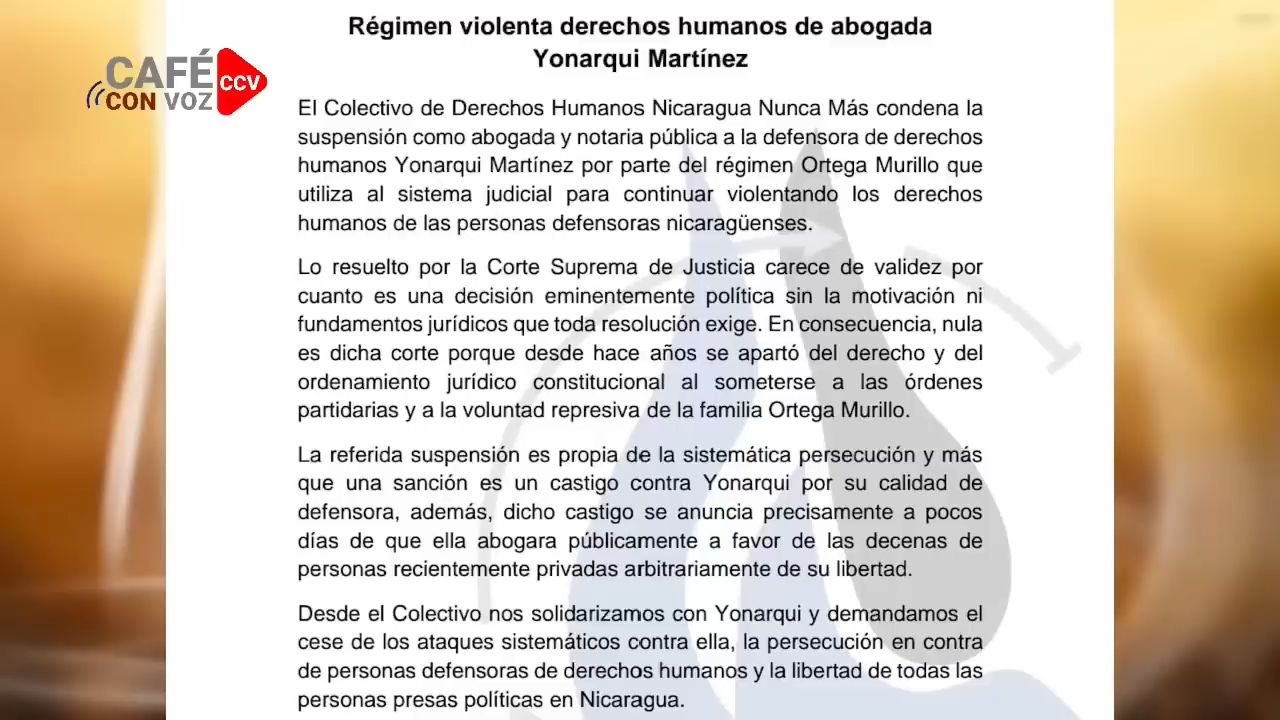 Régimen violenta derechos humanos de abogada
Yonarqui Martínez
CAFÉ
CON VOZ
CCV
El Colectivo de Derechos Humanos Nicaragua Nunca Más condena la
suspensión como abogada y notaria pública a la defensora de derechos
humanos Yonarqui Martínez por parte del régimen Ortega Murillo que
utiliza al sistema judicial para continuar violentando los derechos
humanos de las personas defensoras nicaragüenses.
Lo resuelto por la Corte Suprema de Justicia carece de validez por
cuanto es una decisión eminentemente política sin la motivación ni
fundamentos jurídicos que toda resolución exige. En consecuencia, nula
es dicha corte porque desde hace años se apartó del derecho y del
ordenamiento jurídico constitucional al someterse a las órdenes
partidarias y a la voluntad represiva de la familia Ortega Murillo.
La referida suspensión es propia de la sistemática persecución y más
que una sanción es un castigo contra Yonarqui por su calidad de
defensora, además, dicho castigo se anuncia precisamente a pocos
días de que ella abogara públicamente a favor de las decenas de
personas recientemente privadas arbitrariamente de su libertad.
Desde el Colectivo nos solidarizamos con Yonarqui y demandamos el
cese de los ataques sistemáticos contra ella, la persecución en contra
de personas defensoras de derechos humanos y la libertad de todas las
personas presas políticas en Nicaragua.